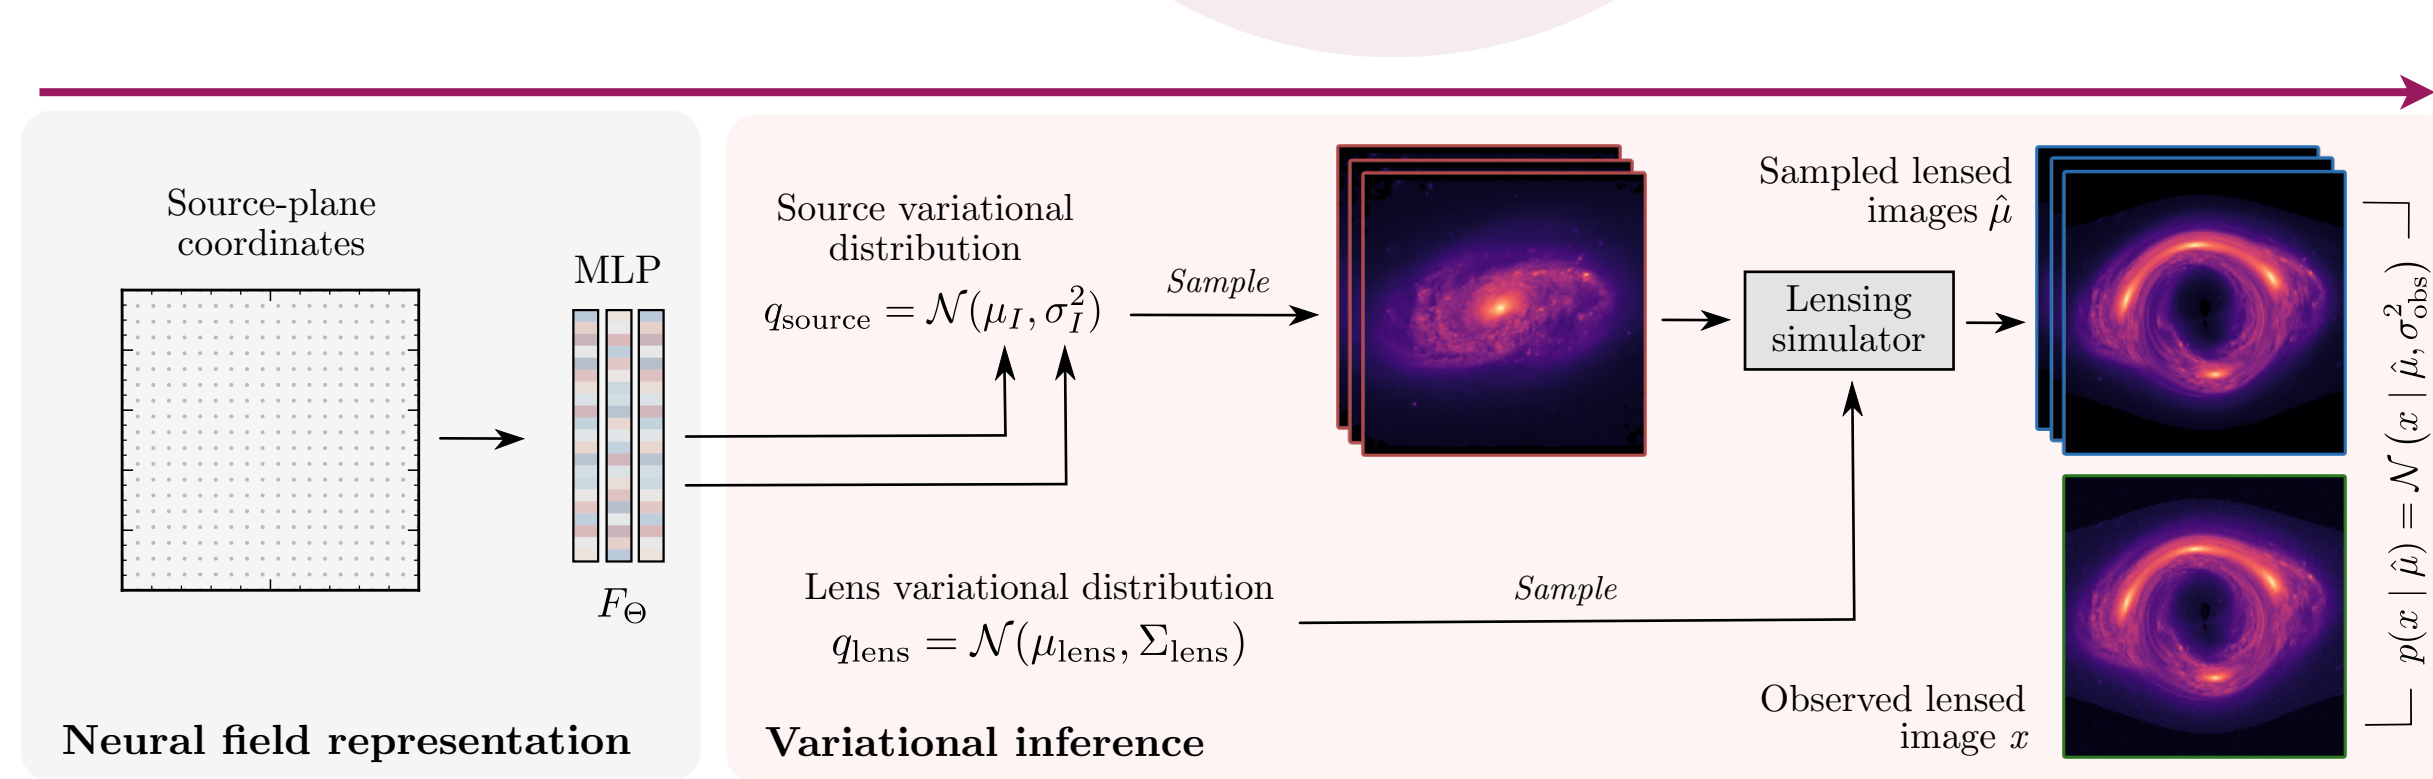 Source-plane
coordinates
MLP
F_Θ
Neural field representation
Source variational
distribution
q_source = 𝒩(μ_I, σ_I^2)
Sample
Lens variational distribution
q_lens = 𝒩(μ_lens, Σ_lens)
Sample
Lensing
simulator
Sampled lensed
images μ̂
Observed lensed
image x
p(x | μ̂) = 𝒩 (x | μ̂, σ_obs^2)
Variational inference